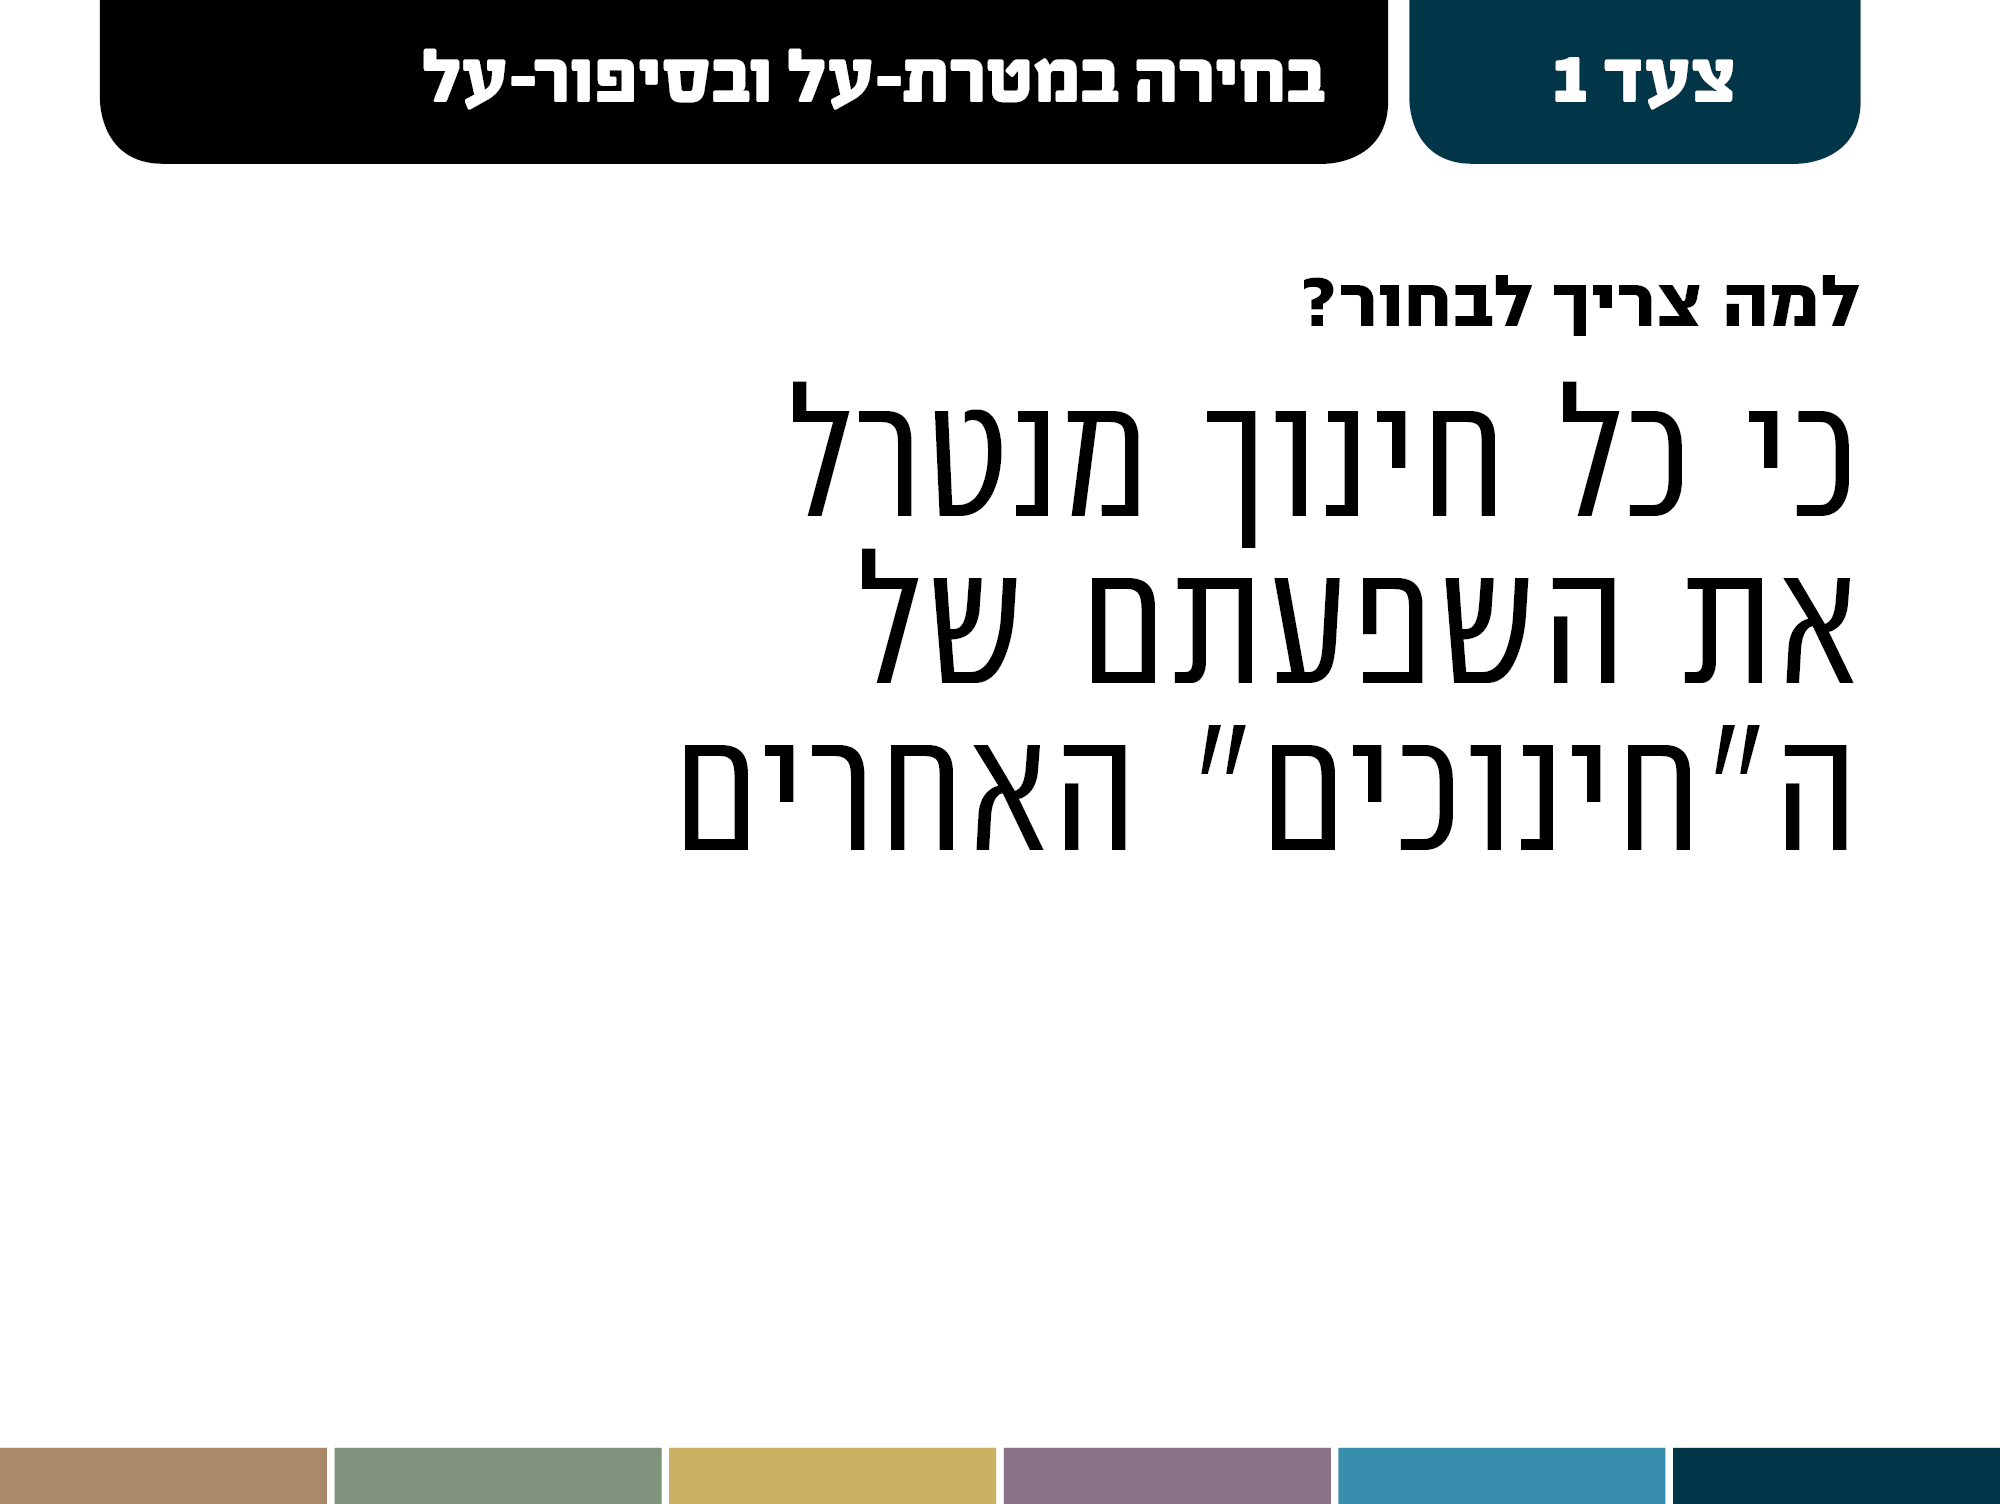 צעד 1
בחירה במטרת-על ובסיפור-על
למה צריך לבחור?
כי כל חינוך מנטרל
את השפעתם של
ה"חינוכים" האחרים